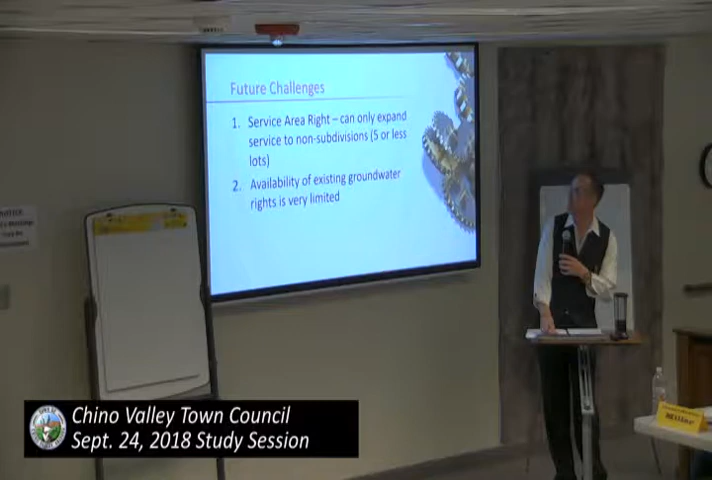 Future Challenges
1. Service Area Right – can only expand
service to non-subdivisions (5 or less
lots)
2. Availability of existing groundwater
rights is very limited
Chino Valley Town Council
Sept. 24, 2018 Study Session